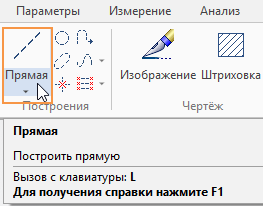 Параметры Измерение Анализ
Прямая Изображение Штриховка
Построения Чертёж
Прямая
Построить прямую
Вызов с клавиатуры: L
Для получения справки нажмите F1